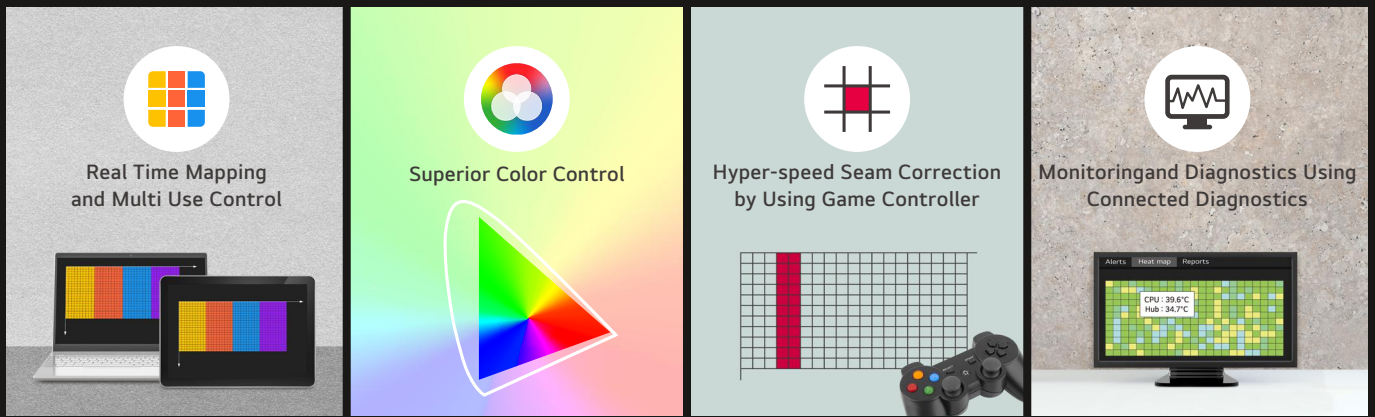 Real Time Mapping
and Multi Use Control
Superior Color Control
Hyper-speed Seam Correction
by Using Game Controller
Monitoringand Diagnostics Using
Connected Diagnostics
Alerts Heat map Reports
CPU : 39.6°C
Hub : 34.7°C